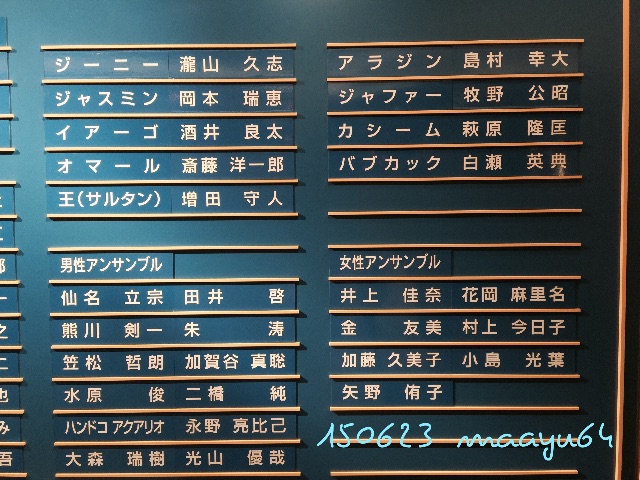 ジーニー 瀧山 久志
ジャスミン 岡本 瑞恵
イアーゴ 酒井 良太
オマール 斎藤 洋一郎
王(サルタン) 増田 守人
アラジン 島村 幸大
ジャファー 牧野 公昭
カシーム 萩原 隆匡
バブカック 白瀬 英典
男性アンサンブル
仙名 立宗 田井 啓
熊川 剣一 朱 涛
笠松 哲朗 加賀谷 真聡
水原 俊 二橋 純
ハンドコ アクアリオ 永野 亮比己
大森 瑞樹 光山 優哉
女性アンサンブル
井上 佳奈 花岡 麻里名
金 友美 村上 今日子
加藤 久美子 小島 光葉
矢野 侑子
150623 maayu64